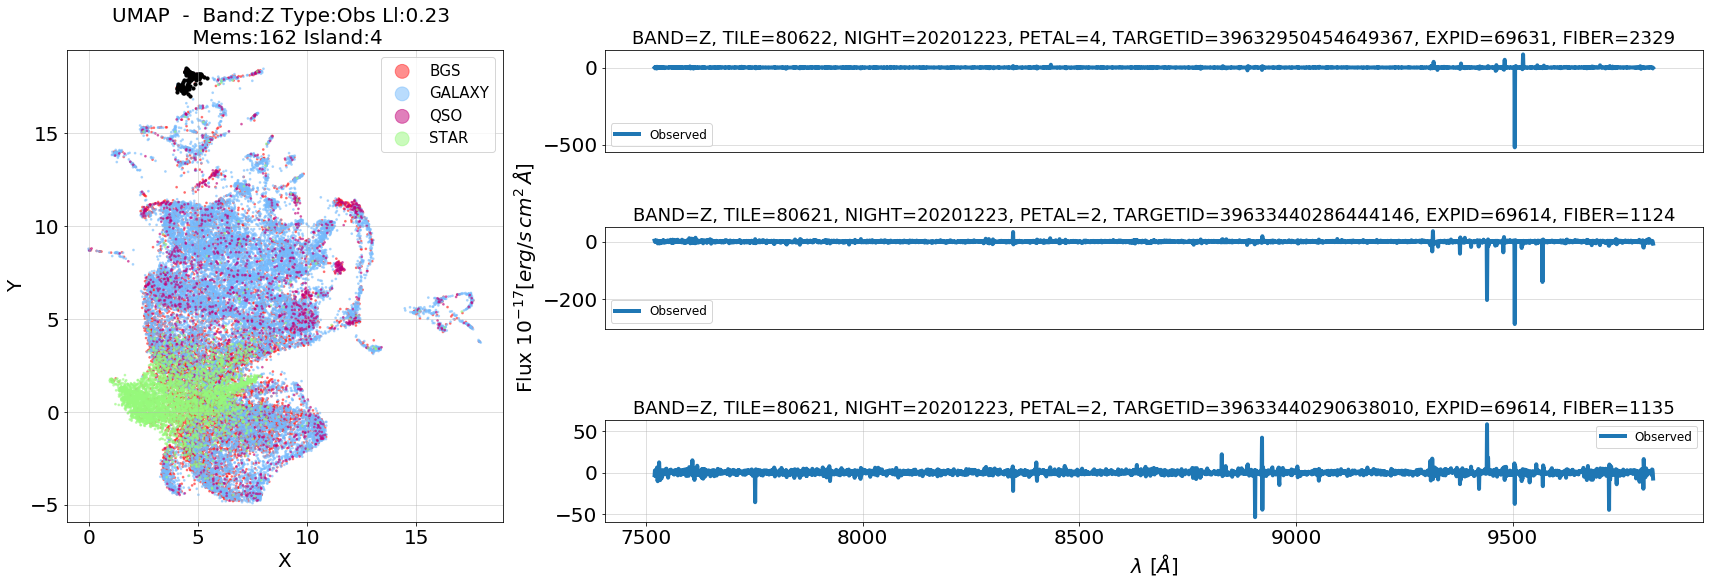 UMAP - Band:Z Type:Obs Ll:0.23
Mems:162 Island:4
BGS
GALAXY
QSO
STAR
15
10
5
0
−5
Y
0
5
10
15
X
Flux 10⁻¹⁷[erg/s cm² Å]
BAND=Z, TILE=80622, NIGHT=20201223, PETAL=4, TARGETID=39632950454649367, EXPID=69631, FIBER=2329
0
−500
Observed
BAND=Z, TILE=80621, NIGHT=20201223, PETAL=2, TARGETID=39633440286444146, EXPID=69614, FIBER=1124
0
−200
Observed
BAND=Z, TILE=80621, NIGHT=20201223, PETAL=2, TARGETID=39633440290638010, EXPID=69614, FIBER=1135
50
0
−50
Observed
7500
8000
8500
9000
9500
λ [Å]